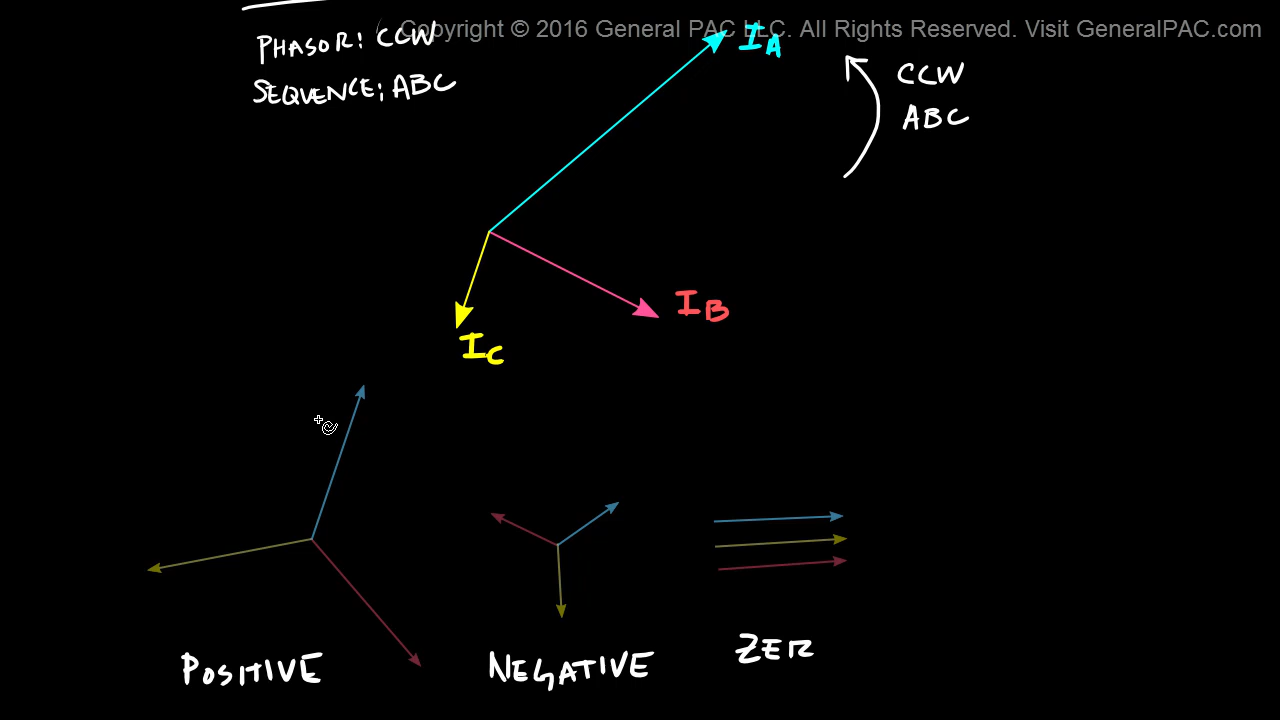 Copyright © 2016 General PAC LLC. All Rights Reserved. Visit GeneralPAC.com
PHASOR: CCW
SEQUENCE: ABC
IA
CCW
ABC
IB
IC
POSITIVE
NEGATIVE
ZER